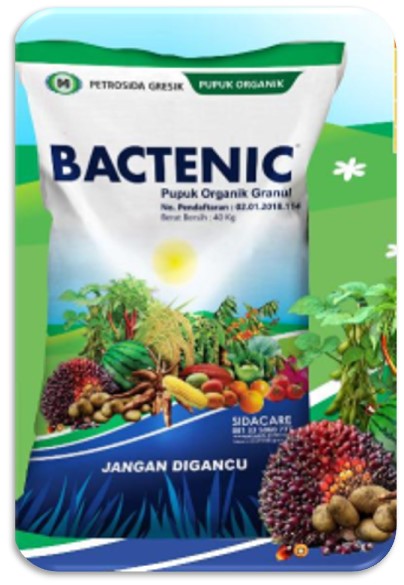 PETROSIDA GRESIK
PUPUK ORGANIK
BACTENIC
Pupuk Organik Granul
No. Pendaftaran : 02.01.2018.114
Berat Bersih : 40 Kg
SIDACARE
JANGAN DIGANCU